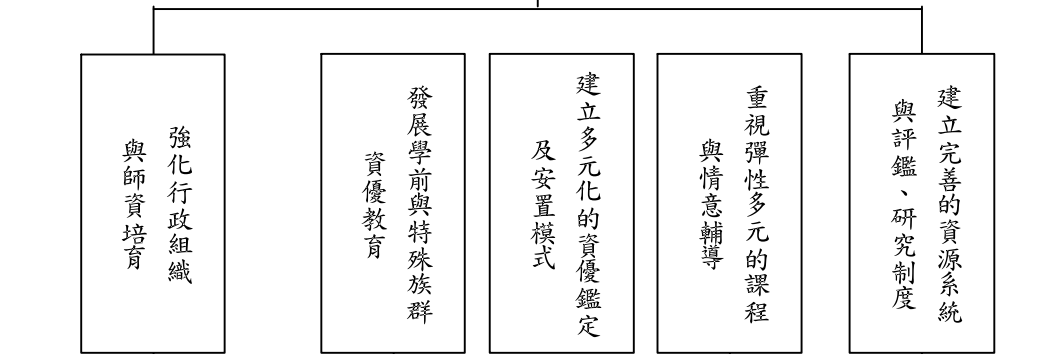 強化行政組織
與師資培育
發展學前與特殊族群
資優教育
建立多元化的資優鑑定
及安置模式
重視彈性多元的課程
與情意輔導
建立完善的資源系統
與評鑑、研究制度